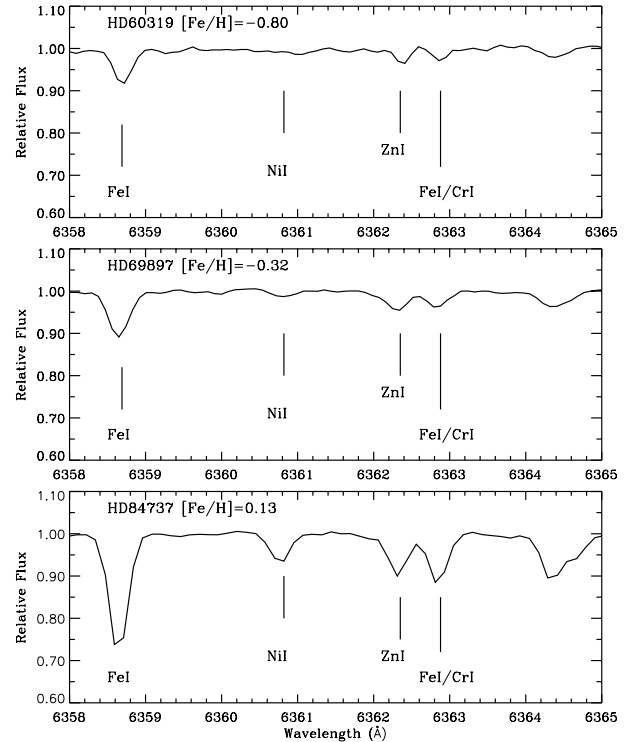 HD60319 [Fe/H]=−0.80
1.10
1.00
0.90
0.80
0.70
0.60
Relative Flux
FeI
NiI
ZnI
FeI/CrI
6358 6359 6360 6361 6362 6363 6364 6365
HD69897 [Fe/H]=−0.32
1.10
1.00
0.90
0.80
0.70
0.60
Relative Flux
FeI
NiI
ZnI
FeI/CrI
6358 6359 6360 6361 6362 6363 6364 6365
HD84737 [Fe/H]=0.13
1.10
1.00
0.90
0.80
0.70
0.60
Relative Flux
FeI
NiI
ZnI
FeI/CrI
6358 6359 6360 6361 6362 6363 6364 6365
Wavelength (Å)